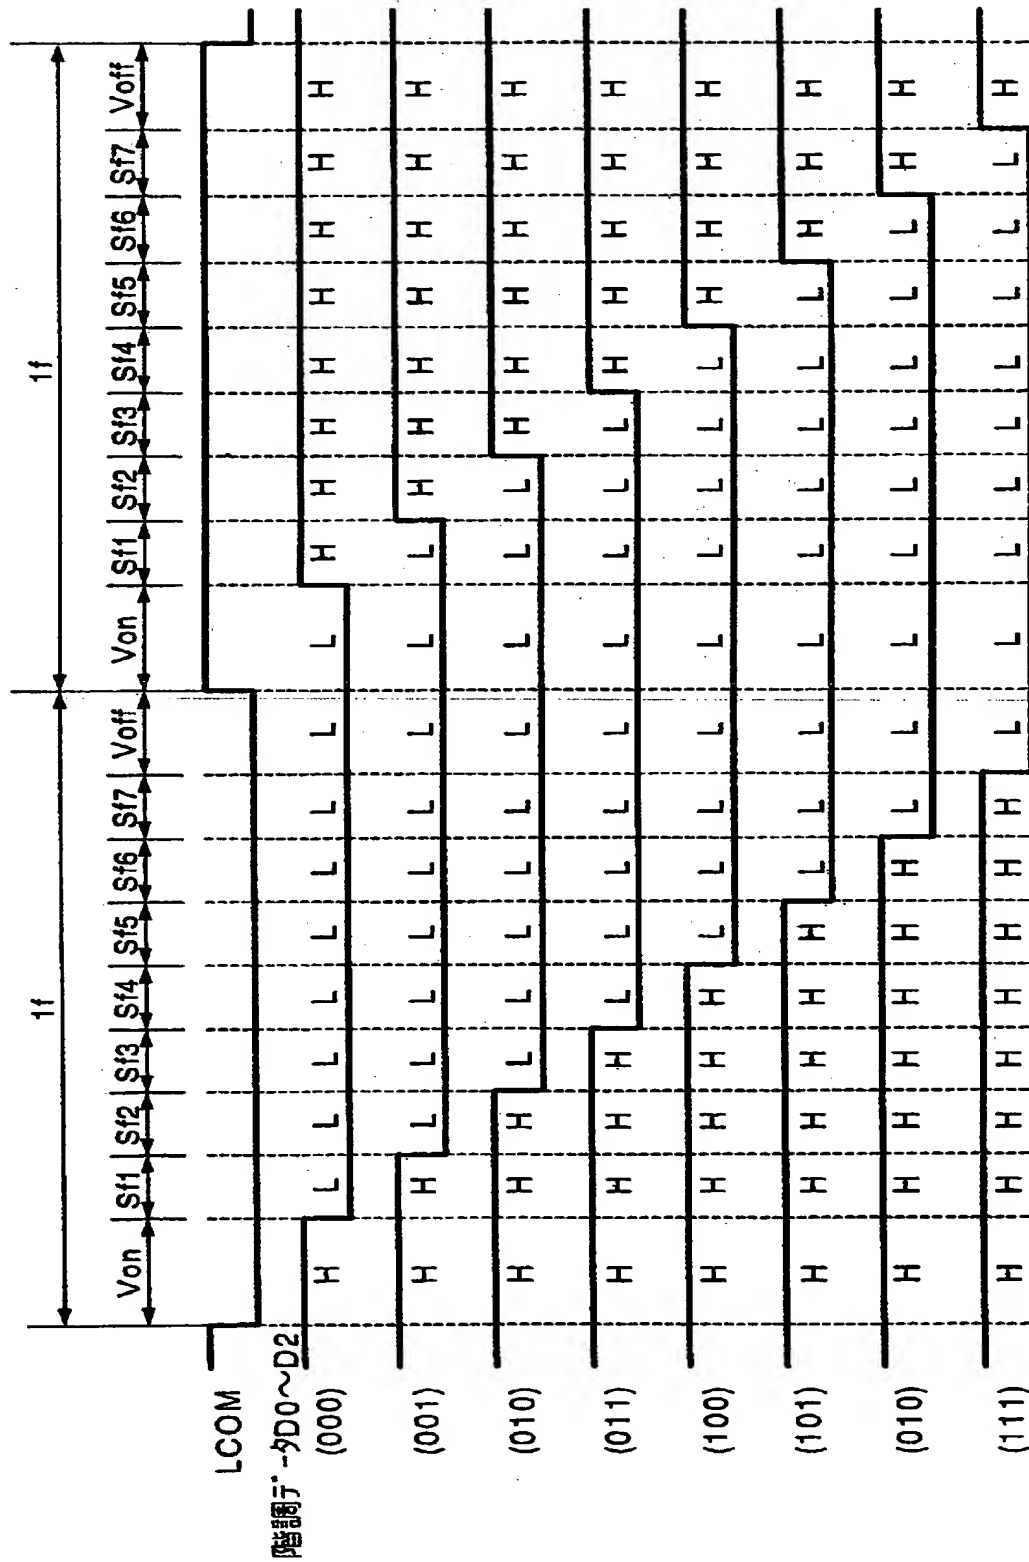 1f 1f
Von Sf1 Sf2 Sf3 Sf4 Sf5 Sf6 Sf7 Voff Von Sf1 Sf2 Sf3 Sf4 Sf5 Sf6 Sf7 Voff
LCOM
階調データD0～D2
(000) H L L L L L L L L L H H H H H H H H
(001) H H L L L L L L L L L H H H H H H H
(010) H H H L L L L L L L L L H H H H H H
(011) H H H H L L L L L L L L L H H H H H
(100) H H H H H L L L L L L L L L H H H H
(101) H H H H H H L L L L L L L L L H H H
(010) H H H H H H H L L L L L L L L L H H
(111) H H H H H H H H L L L L L L L L L H